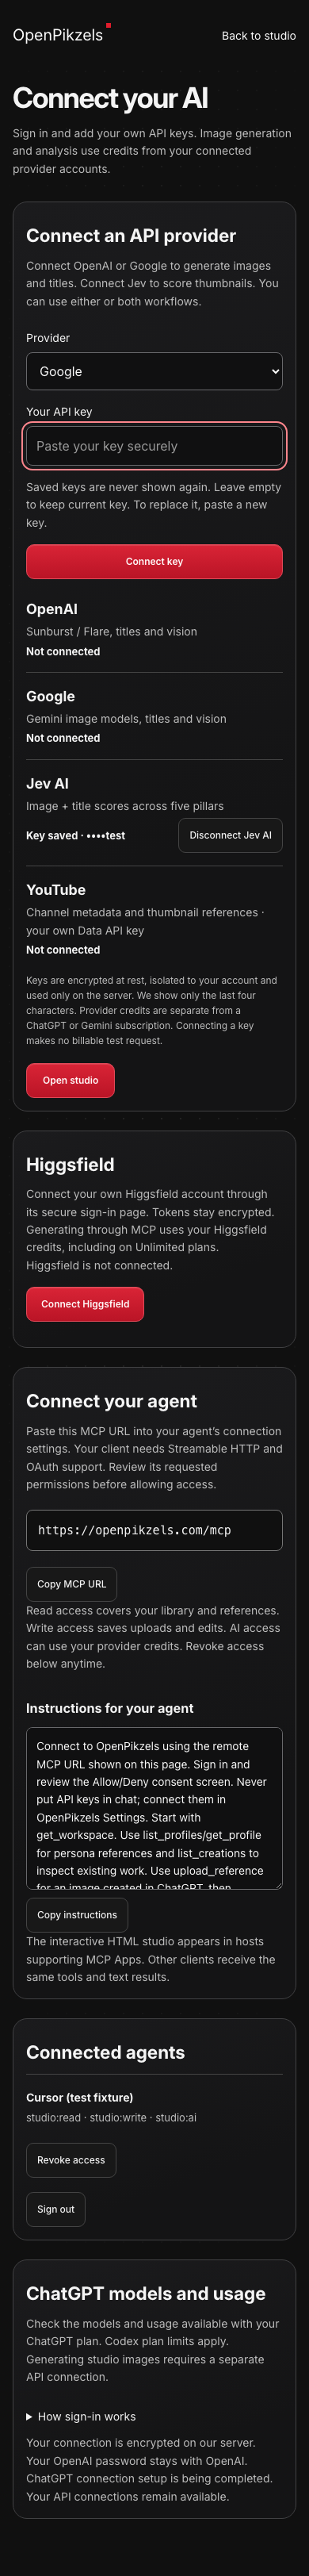 OpenPikzels
Back to studio
Connect your AI
Sign in and add your own API keys. Image generation
and analysis use credits from your connected
provider accounts.
Connect an API provider
Connect OpenAI or Google to generate images
and titles. Connect Jev to score thumbnails. You
can use either or both workflows.
Provider
Google
Your API key
Paste your key securely
Saved keys are never shown again. Leave empty
to keep current key. To replace it, paste a new
key.
Connect key
OpenAI
Sunburst / Flare, titles and vision
Not connected
Google
Gemini image models, titles and vision
Not connected
Jev AI
Image + title scores across five pillars
Key saved · ••••test
Disconnect Jev AI
YouTube
Channel metadata and thumbnail references ·
your own Data API key
Not connected
Keys are encrypted at rest, isolated to your account and
used only on the server. We show only the last four
characters. Provider credits are separate from a
ChatGPT or Gemini subscription. Connecting a key
makes no billable test request.
Open studio
Higgsfield
Connect your own Higgsfield account through
its secure sign-in page. Tokens stay encrypted.
Generating through MCP uses your Higgsfield
credits, including on Unlimited plans.
Higgsfield is not connected.
Connect Higgsfield
Connect your agent
Paste this MCP URL into your agent’s connection
settings. Your client needs Streamable HTTP and
OAuth support. Review its requested
permissions before allowing access.
https://openpikzels.com/mcp
Copy MCP URL
Read access covers your library and references.
Write access saves uploads and edits. AI access
can use your provider credits. Revoke access
below anytime.
Instructions for your agent
Connect to OpenPikzels using the remote
MCP URL shown on this page. Sign in and
review the Allow/Deny consent screen. Never
put API keys in chat; connect them in
OpenPikzels Settings. Start with
get_workspace. Use list_profiles/get_profile
for persona references and list_creations to
inspect existing work. Use upload_reference
for an image created in ChatGPT, then
Copy instructions
The interactive HTML studio appears in hosts
supporting MCP Apps. Other clients receive the
same tools and text results.
Connected agents
Cursor (test fixture)
studio:read · studio:write · studio:ai
Revoke access
Sign out
ChatGPT models and usage
Check the models and usage available with your
ChatGPT plan. Codex plan limits apply.
Generating studio images requires a separate
API connection.
How sign-in works
Your connection is encrypted on our server.
Your OpenAI password stays with OpenAI.
ChatGPT connection setup is being completed.
Your API connections remain available.